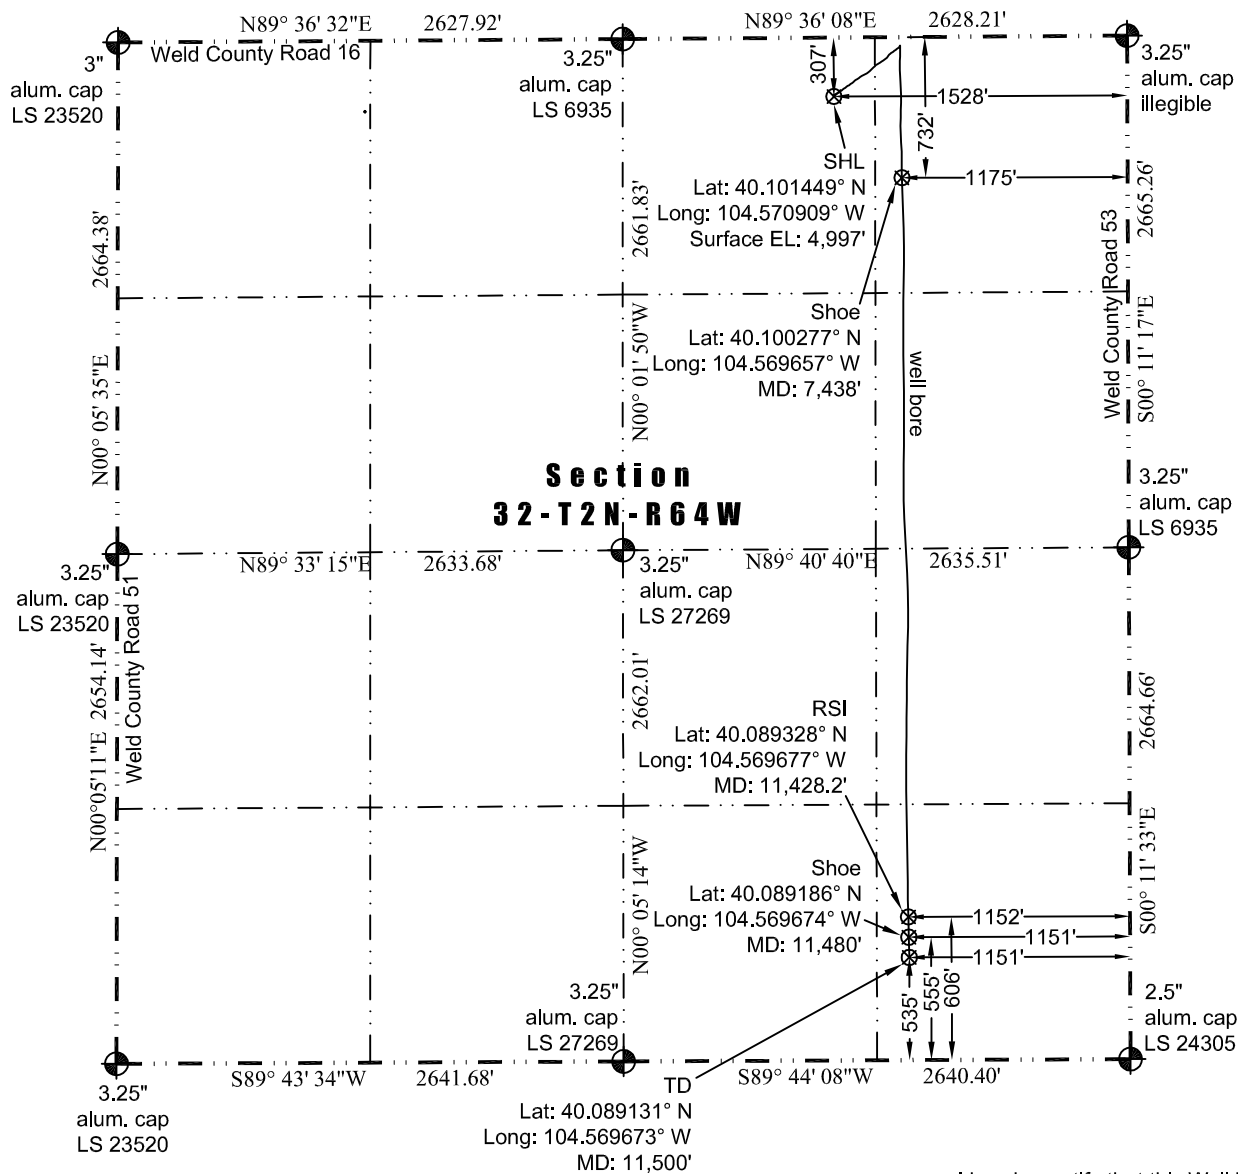 N89° 36' 32"E 2627.92' N89° 36' 08"E 2628.21'
Weld County Road 16
3"
alum. cap
LS 23520
3.25"
alum. cap
LS 6935
3.25"
alum. cap
illegible
307'
1528'
732'
1175'
SHL
Lat: 40.101449° N
Long: 104.570909° W
Surface EL: 4,997'
2664.38'
2661.83'
2665.26'
Weld County Road 53
Shoe
Lat: 40.100277° N
Long: 104.569657° W
MD: 7,438'
N00° 05' 35"E
N00° 01' 50"W
S00° 11' 17"E
well bore
Section
32-T2N-R64W
3.25"
alum. cap
LS 6935
N89° 33' 15"E 2633.68' N89° 40' 40"E 2635.51'
3.25"
alum. cap
LS 23520
3.25"
alum. cap
LS 27269
Weld County Road 51
N00°05'11"E 2654.14'
2662.01'
2664.66'
RSI
Lat: 40.089328° N
Long: 104.569677° W
MD: 11,428.2'
Shoe
Lat: 40.089186° N
Long: 104.569674° W
MD: 11,480'
N00° 05' 14"W
S00° 11' 33"E
1152'
1151'
1151'
535'
555'
606'
3.25"
alum. cap
LS 27269
2.5"
alum. cap
LS 24305
S89° 43' 34"W 2641.68' S89° 44' 08"W 2640.40'
3.25"
alum. cap
LS 23520
TD
Lat: 40.089131° N
Long: 104.569673° W
MD: 11,500'